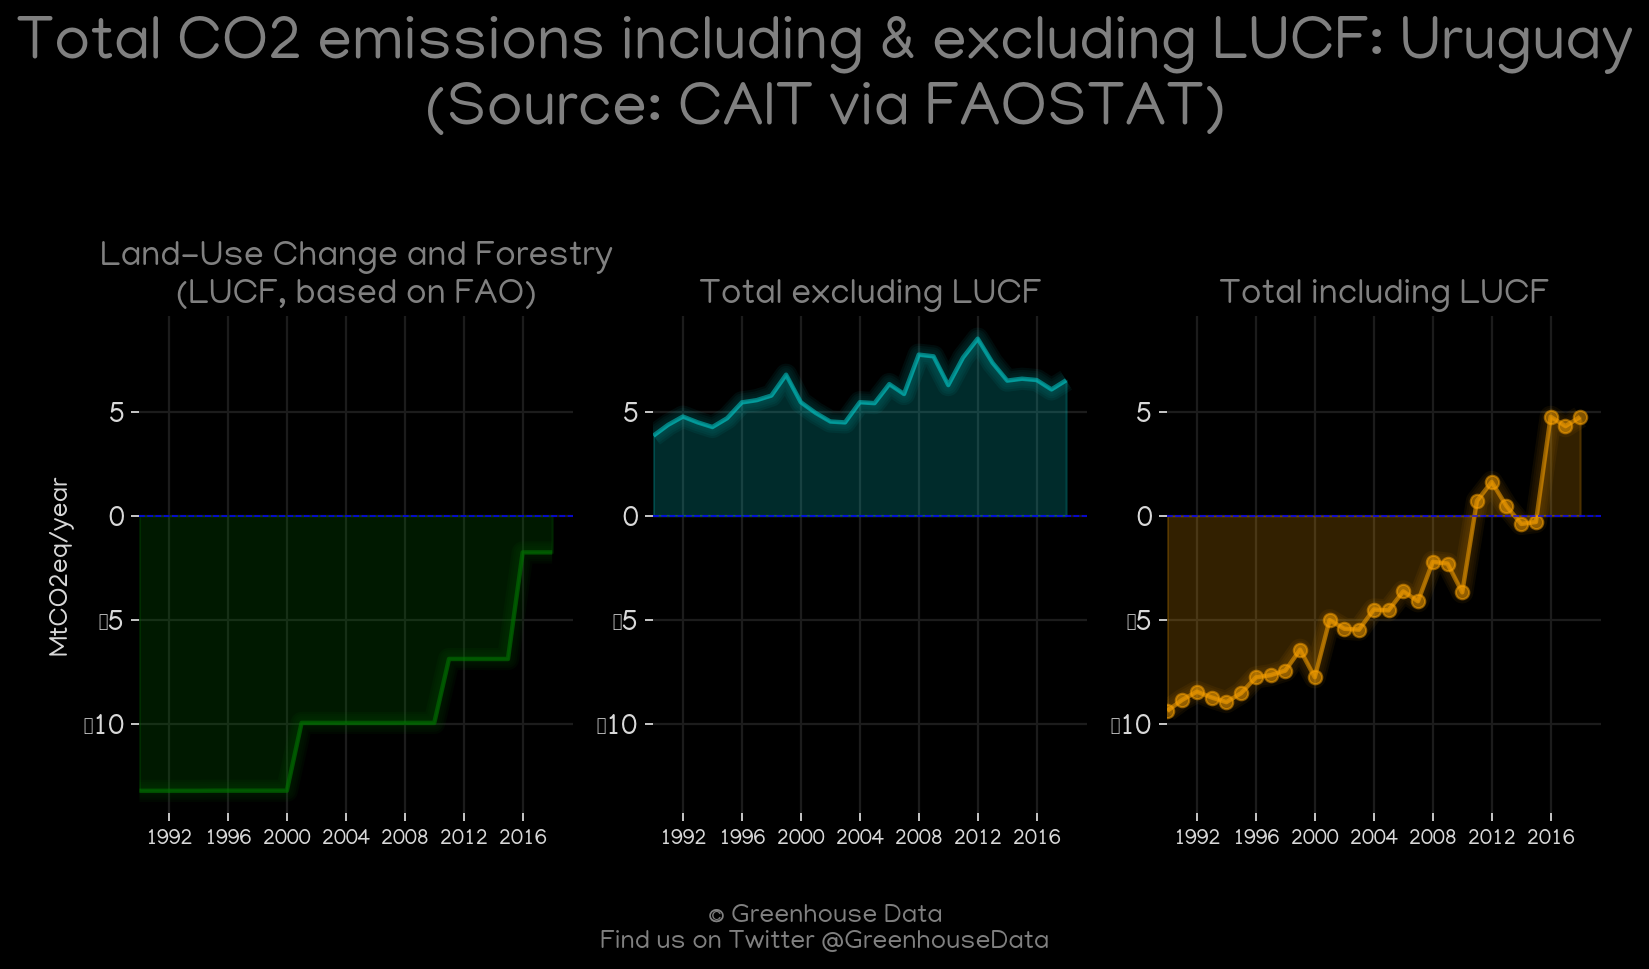 Total CO2 emissions including & excluding LUCF: Uruguay
(Source: CAIT via FAOSTAT)
Land-Use Change and Forestry
(LUCF, based on FAO)
Total excluding LUCF
Total including LUCF
MtCO2eq/year
5
0
▯5
▯10
1992 1996 2000 2004 2008 2012 2016
5
0
▯5
▯10
1992 1996 2000 2004 2008 2012 2016
5
0
▯5
▯10
1992 1996 2000 2004 2008 2012 2016
© Greenhouse Data
Find us on Twitter @GreenhouseData